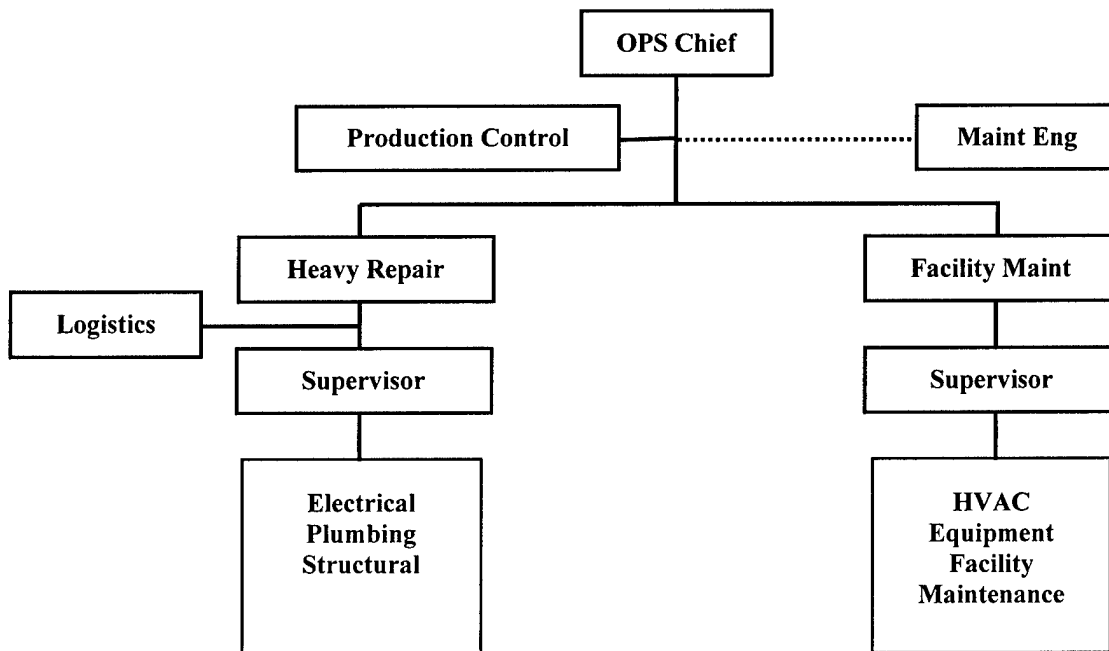 OPS Chief
Production Control
Maint Eng
Heavy Repair
Facility Maint
Logistics
Supervisor
Supervisor
Electrical
Plumbing
Structural
HVAC
Equipment
Facility
Maintenance